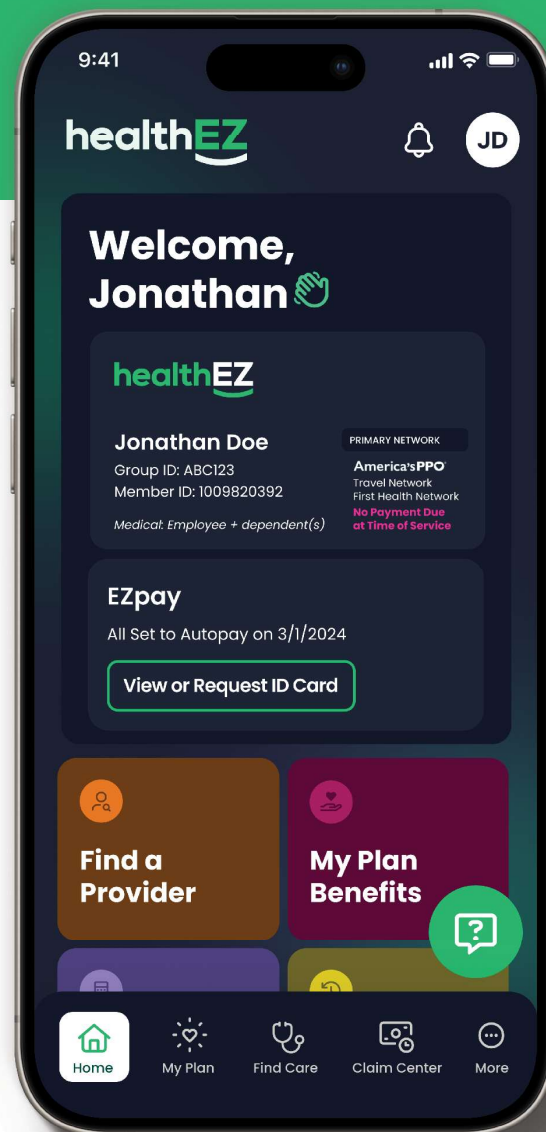 9:41
healthEZ
JD
Welcome,
Jonathan
healthEZ
Jonathan Doe
Group ID: ABC123
Member ID: 1009820392
Medical: Employee + dependent(s)
PRIMARY NETWORK
America'sPPO
Travel Network
First Health Network
No Payment Due
at Time of Service
EZpay
All Set to Autopay on 3/1/2024
View or Request ID Card
Find a
Provider
My Plan
Benefits
?
Home
My Plan
Find Care
Claim Center
More